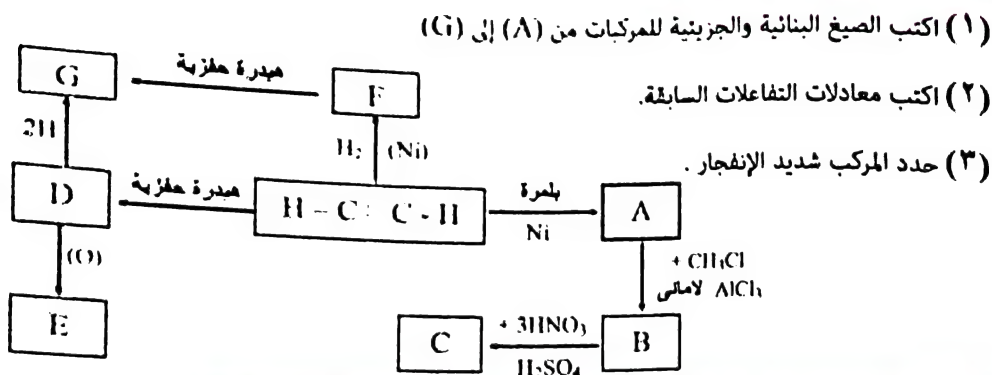 (١) اكتب الصيغ البنائية والجزيئية للمركبات من (A) إلى (G)
(٢) اكتب معادلات التفاعلات السابقة.
(٣) حدد المركب شديد الإنفجار .
G
هيدرة حفزية
F
2H
H₂ (Ni)
D
هيدرة حفزية
H – C ≡ C - H
بلمرة
Ni
A
(O)
+ CH₃Cl
لامائى AlCl₃
E
C
+ 3HNO₃
H₂SO₄
B